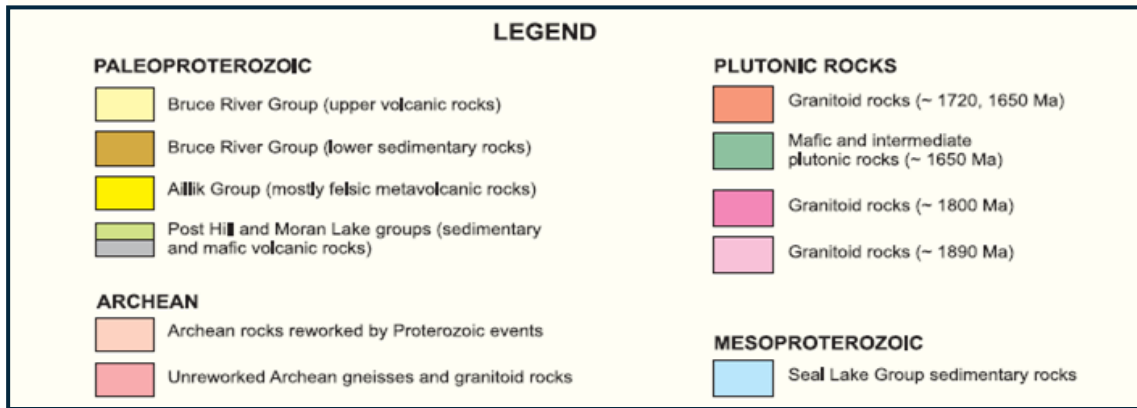 LEGEND
PALEOPROTEROZOIC
Bruce River Group (upper volcanic rocks)
Bruce River Group (lower sedimentary rocks)
Aillik Group (mostly felsic metavolcanic rocks)
Post Hill and Moran Lake groups (sedimentary
and mafic volcanic rocks)
ARCHEAN
Archean rocks reworked by Proterozoic events
Unreworked Archean gneisses and granitoid rocks
PLUTONIC ROCKS
Granitoid rocks (~ 1720, 1650 Ma)
Mafic and intermediate
plutonic rocks (~ 1650 Ma)
Granitoid rocks (~ 1800 Ma)
Granitoid rocks (~ 1890 Ma)
MESOPROTEROZOIC
Seal Lake Group sedimentary rocks